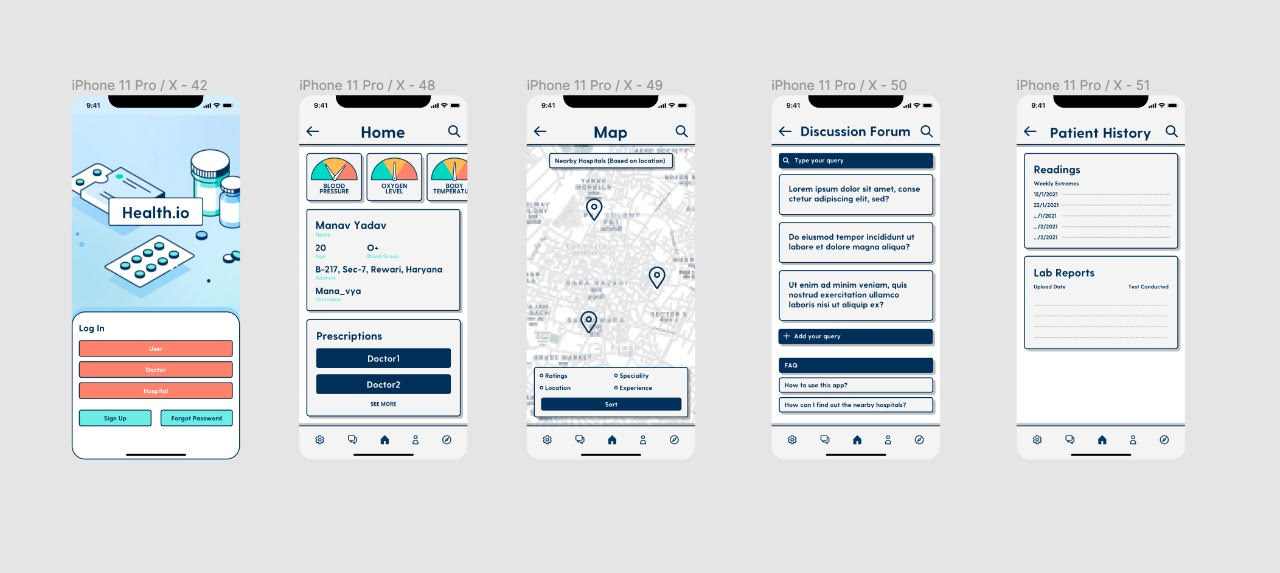 iPhone 11 Pro / X - 42
9:41
Health.io
Log In
User
Doctor
Hospital
Sign Up
Forgot Password
iPhone 11 Pro / X - 48
9:41
Home
BLOOD
PRESSURE
OXYGEN
LEVEL
BODY
TEMPERATU
Manav Yadav
Name
20
O+
Age
Blood Group
B-217, Sec-7, Rewari, Haryana
Address
Mana_vya
Username
Prescriptions
Doctor1
Doctor2
SEE MORE
iPhone 11 Pro / X - 49
9:41
Map
Nearby Hospitals (Based on location)
Ratings
Speciality
Location
Experience
Sort
iPhone 11 Pro / X - 50
9:41
Discussion Forum
Type your query
Lorem ipsum dolor sit amet, conse
ctetur adipiscing elit, sed?
Do eiusmod tempor incididunt ut
labore et dolore magna aliqua?
Ut enim ad minim veniam, quis
nostrud exercitation ullamco
laboris nisi ut aliquip ex?
+ Add your query
FAQ
How to use this app?
How can I find out the nearby hospitals?
iPhone 11 Pro / X - 51
9:41
Patient History
Readings
Weekly Extremes
15/1/2021
22/1/2021
_ /1/2021
_ /2/2021
_ /2/2021
Lab Reports
Upload Date
Test Conducted